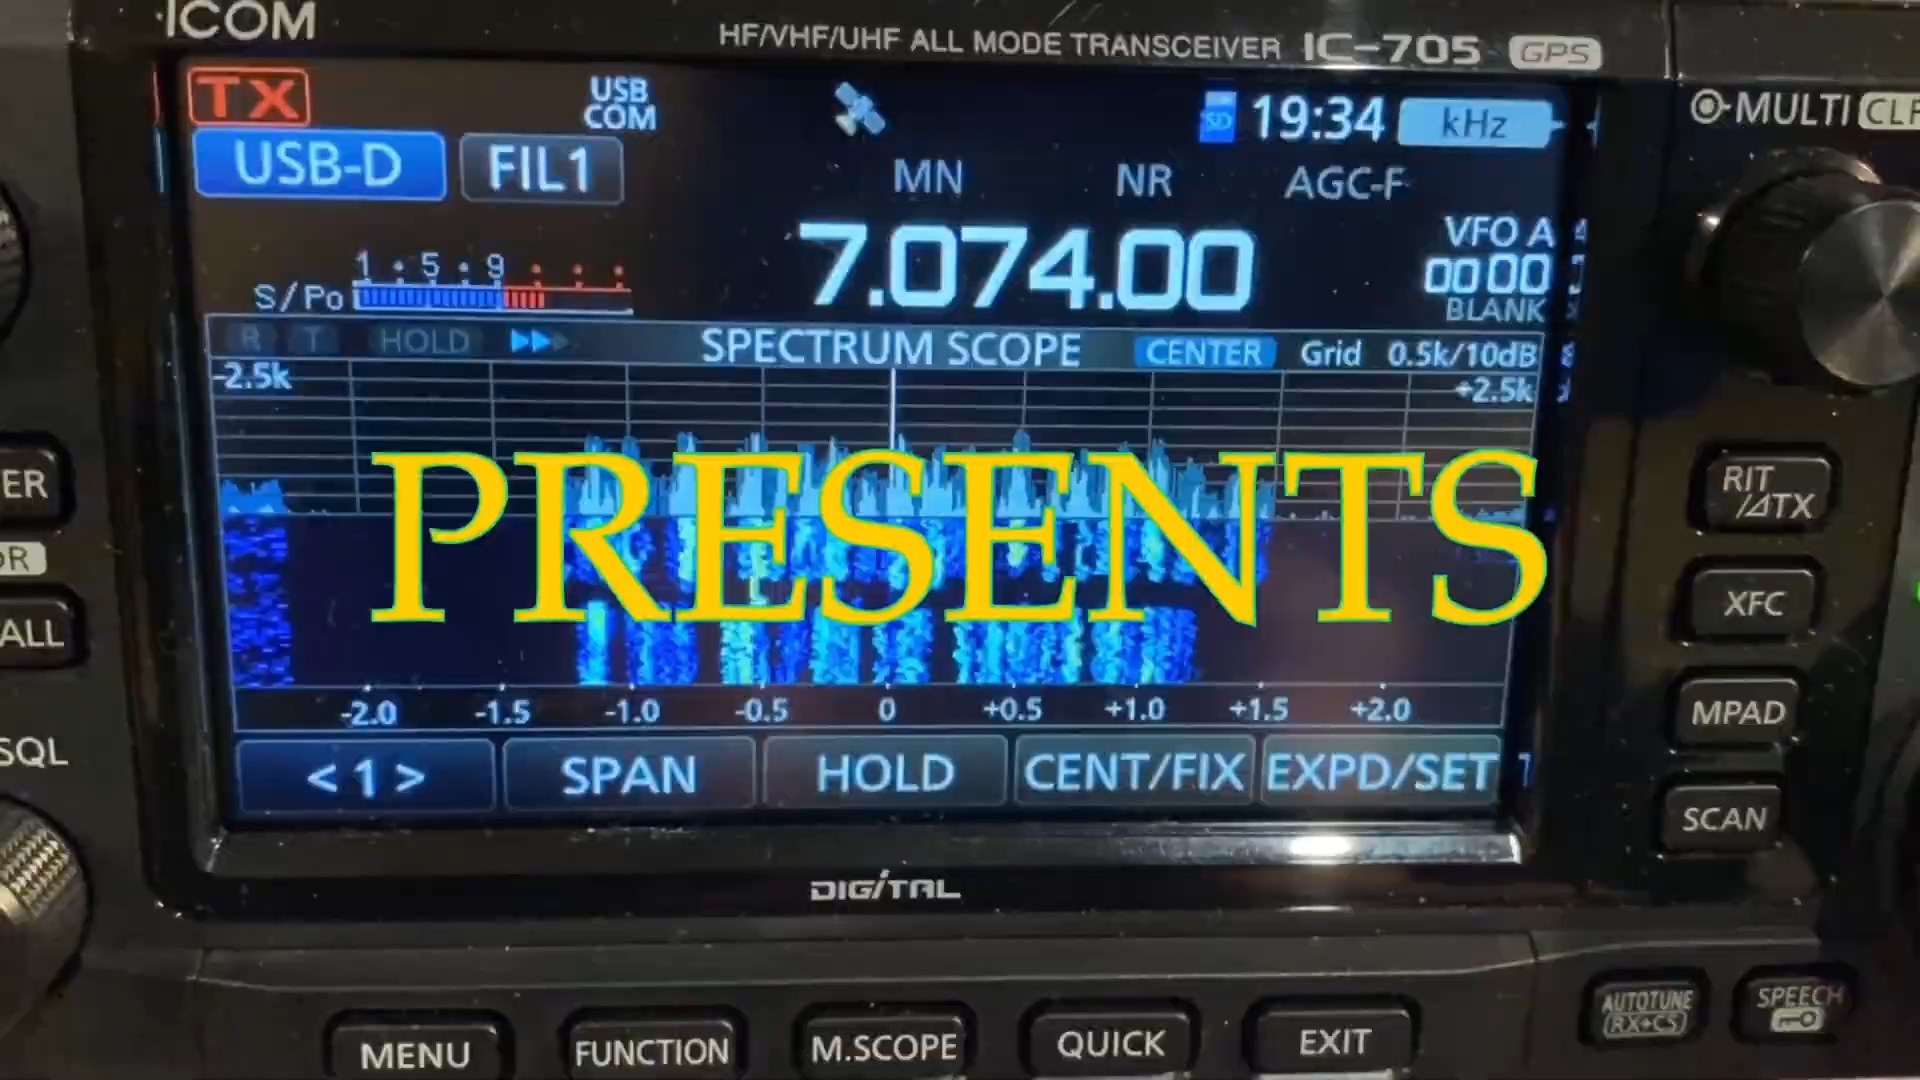 ICOM
HF/VHF/UHF ALL MODE TRANSCEIVER IC-705 GPS
TX
USB
COM
SD
19:34
kHz
MULTI
USB-D
FIL1
MN
NR
AGC-F
7.074.00
VFO A
00 00
BLANK
1 • 5 • 9
S/Po
R T HOLD
SPECTRUM SCOPE
CENTER
Grid 0.5k/10dB
-2.5k
+2.5k
PRESENTS
-2.0 -1.5 -1.0 -0.5 0 +0.5 +1.0 +1.5 +2.0
<1> SPAN HOLD CENT/FIX EXPD/SET
RIT
/⊿TX
XFC
MPAD
SCAN
SQL
DIGITAL
AUTOTUNE
RX→CS
SPEECH
MENU FUNCTION M.SCOPE QUICK EXIT